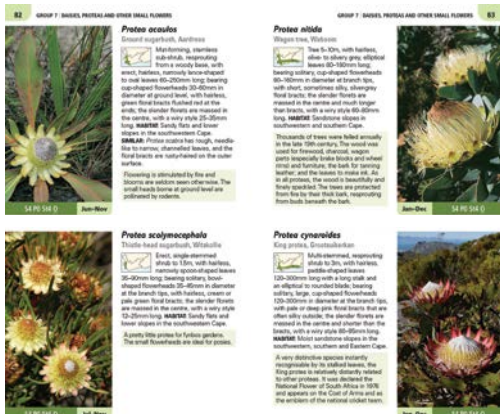 82 GROUP 7 : DAISIES, PROTEAS AND OTHER SMALL FLOWERS
Protea acaulos
Ground sugarbush, Aardroos
Mat-forming, stemless
sub-shrub, resprouting
from a woody base, with
erect, hairless, narrowly lance-shaped
to oval leaves 60–250mm long; bearing
cup-shaped flowerheads 30–60mm in
diameter at ground level, with hairless,
green floral bracts flushed red at the
ends; the slender florets are massed in
the centre, with a wiry style 25–35mm
long. HABITAT: Sandy flats and lower
slopes in the southwestern Cape.
SIMILAR: Protea scabra has rough, needle-
like to narrow, channelled leaves, and the
floral bracts are rusty-haired on the outer
surface.
Flowering is stimulated by fire and
blooms are seldom seen otherwise. The
small heads borne at ground level are
pollinated by rodents.
S4 P0 St4 O Jun–Nov
Protea scolymocephala
Thistle-head sugarbush, Witskollie
Erect, single-stemmed
shrub to 1.5m, with hairless,
narrowly spoon-shaped leaves
35–90mm long; bearing solitary, bowl-
shaped flowerheads 35–45mm in diameter
at the branch tips, with hairless, cream or
pale green floral bracts; the slender florets
are massed in the centre, with a wiry style
12–25mm long. HABITAT: Sandy flats and
lower slopes in the southwestern Cape.
A pretty little protea for fynbos gardens.
The small flowerheads are ideal for posies.
GROUP 7 : DAISIES, PROTEAS AND OTHER SMALL FLOWERS 83
Protea nitida
Wagon tree, Waboom
Tree 5–10m, with hairless,
olive- to silvery grey, elliptical
leaves 80–180mm long;
bearing solitary, cup-shaped flowerheads
80–160mm in diameter at branch tips,
with short, sometimes silky, silvergrey
floral bracts; the slender florets are
massed in the centre and much longer
than bracts, with a wiry style 60–80mm
long. HABITAT: Sandstone slopes in
southwestern and southern Cape.
Thousands of trees were felled annually
in the late 19th century. The wood was
used for firewood, charcoal, wagon
parts (especially brake blocks and wheel
rims) and furniture; the bark for tanning
leather; and the leaves to make ink. As
in all proteas, the wood is beautifully and
finely speckled. The trees are protected
from fire by their thick bark, resprouting
from buds beneath the bark.
S4 P0 St4 O Jan–Dec
Protea cynaroides
King protea, Grootsuikerkan
Multi-stemmed, resprouting
shrub to 3m, with hairless,
paddle-shaped leaves
120–300mm long with a long stalk and
an elliptical to rounded blade; bearing
solitary, large, cup-shaped flowerheads
120–300mm in diameter at the branch tips,
with pale or deep pink floral bracts that are
often silky outside; the slender florets are
massed in the centre and shorter than the
bracts, with a wiry style 80–95mm long.
HABITAT: Moist sandstone slopes in the
southwestern, southern and Eastern Cape.
A very distinctive species instantly
recognisable by its stalked leaves, the
King protea is relatively distantly related
to other proteas. It was declared the
National Flower of South Africa in 1976
and appears on the Coat of Arms and as
the emblem of the national cricket team.